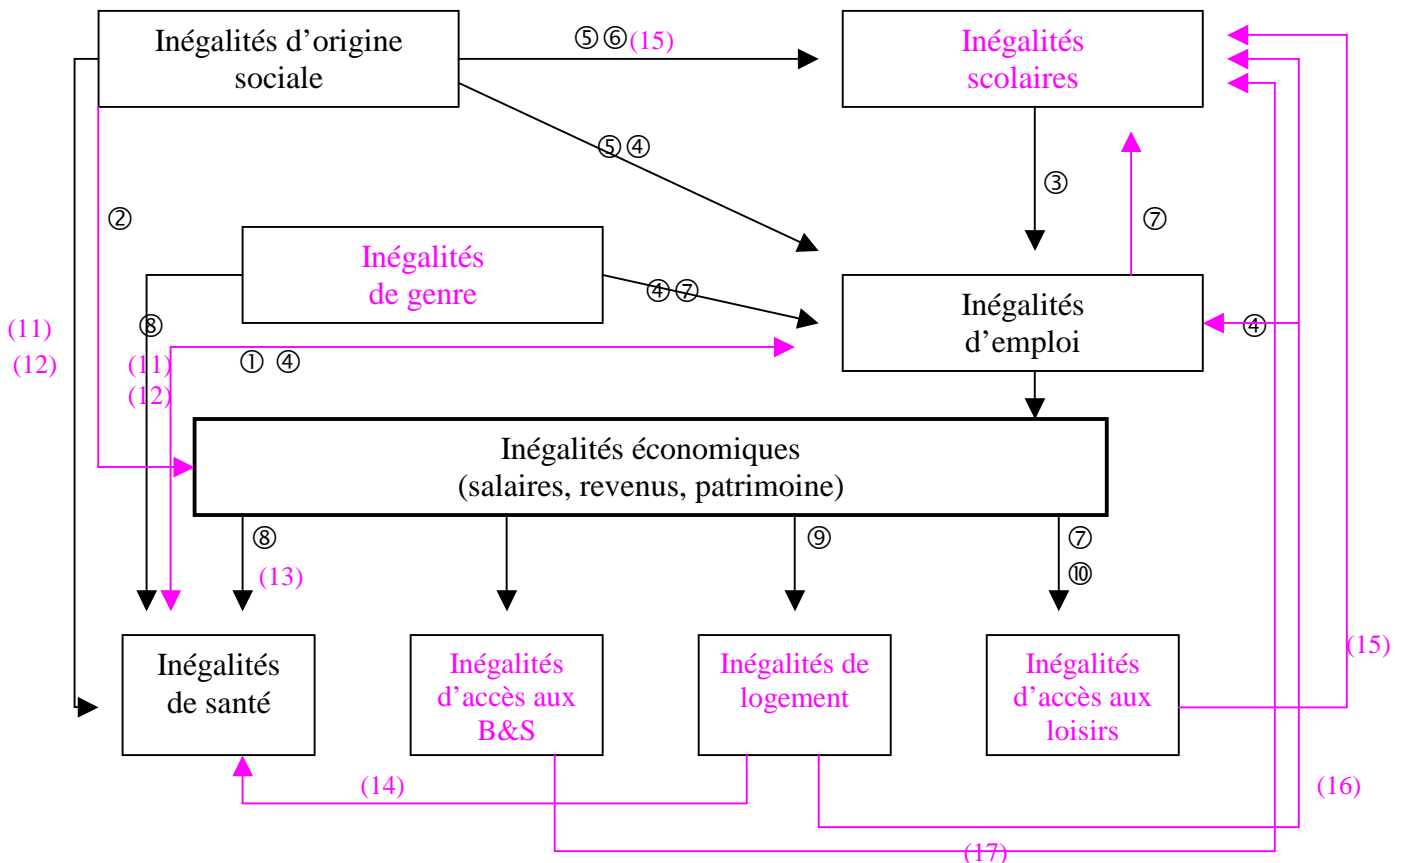 Inégalités d’origine
sociale
⑤⑥(15)
Inégalités
scolaires
⑤④
③
②
⑦
Inégalités
de genre
④⑦
Inégalités
d’emploi
④
⑧
(11)
(12)
(11)
(12)
① ④
Inégalités économiques
(salaires, revenus, patrimoine)
⑧
(13)
⑨
⑦
⑩
Inégalités
de santé
Inégalités
d’accès aux
B&S
Inégalités de
logement
Inégalités
d’accès aux
loisirs
(15)
(14)
(16)
(17)